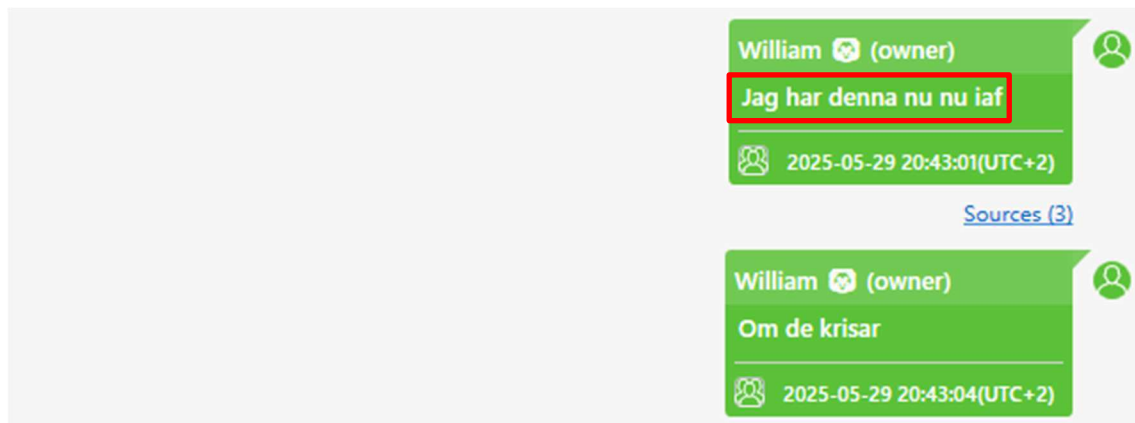 William (owner)
Jag har denna nu nu iaf
2025-05-29 20:43:01(UTC+2)
Sources (3)
William (owner)
Om de krisar
2025-05-29 20:43:04(UTC+2)